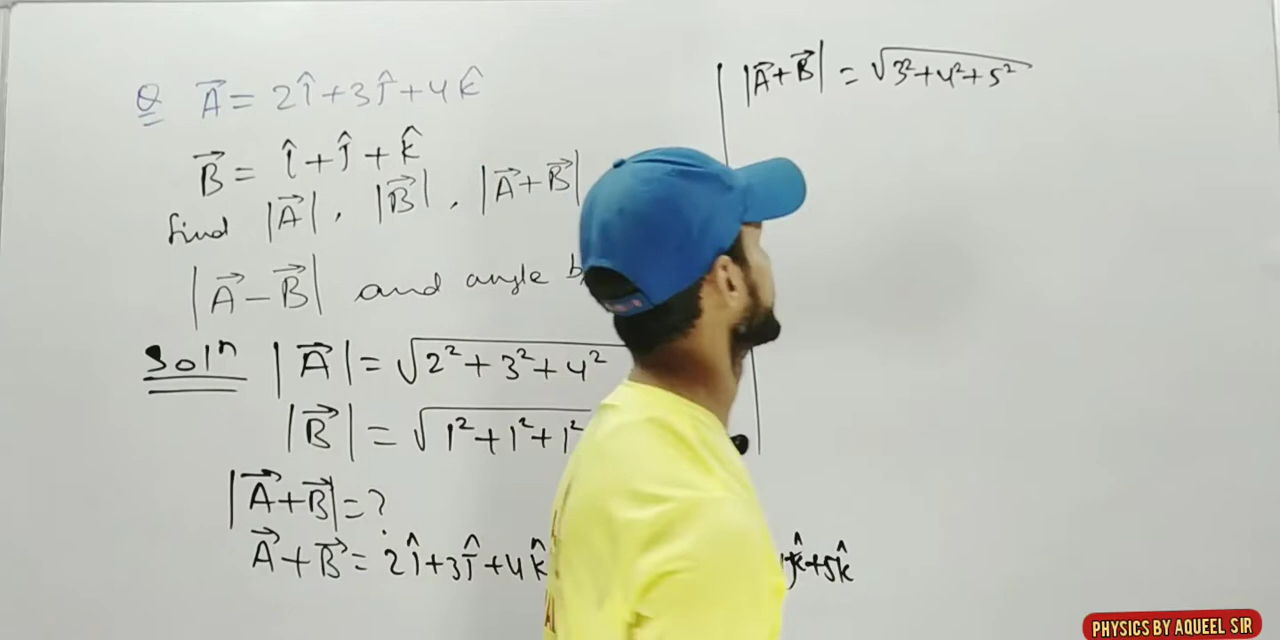 Q A⃗ = 2î+3ĵ+4k̂
B⃗ = î+ĵ+k̂
find |A⃗|, |B⃗|, |A⃗+B⃗|
|A⃗-B⃗| and angle b
Solⁿ |A⃗| = √2²+3²+4²
|B⃗| = √1²+1²+1²
|A⃗+B⃗|=?
A⃗+B⃗= 2î+3ĵ+4k̂
k̂+5k̂
|A⃗+B⃗| = √3²+4²+5²
PHYSICS BY AQUEEL SIR